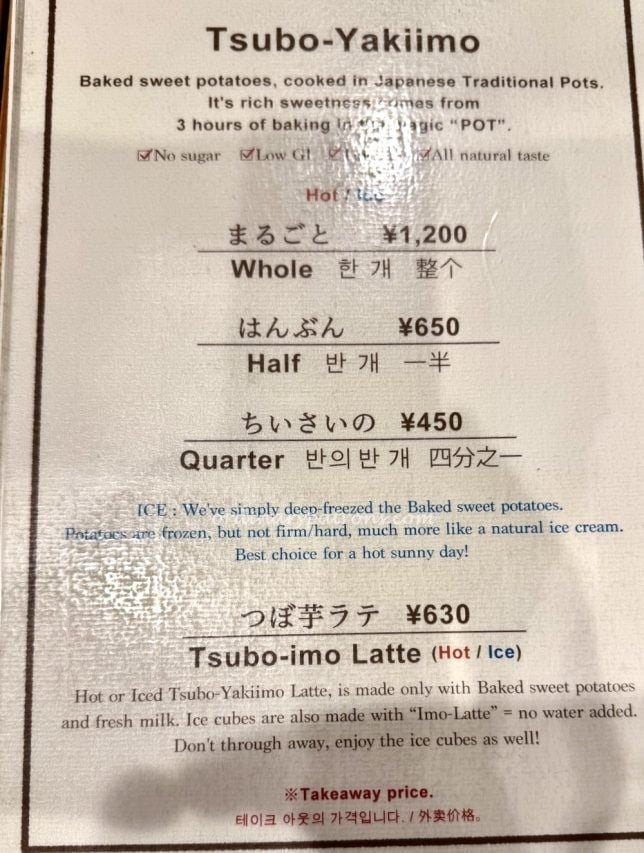 Tsubo-Yakiimo
Baked sweet potatoes, cooked in Japanese Traditional Pots.
It's rich sweetness comes from
3 hours of baking in "POT".
No sugar Low GI All natural taste
Hot / Ice
まるごと ¥1,200
Whole 한 개 整个
はんぶん ¥650
Half 반 개 一半
ちいさいの ¥450
Quarter 반의 반 개 四分之一
ICE : We've simply deep-freezed the Baked sweet potatoes.
Potatoes are frozen, but not firm/hard, much more like a natural ice cream.
Best choice for a hot sunny day!
つぼ芋ラテ ¥630
Tsubo-imo Latte (Hot / Ice)
Hot or Iced Tsubo-Yakiimo Latte, is made only with Baked sweet potatoes
and fresh milk. Ice cubes are also made with "Imo-Latte" = no water added.
Don't through away, enjoy the ice cubes as well!
※Takeaway price.
테이크 아웃의 가격입니다. / 外卖价格。